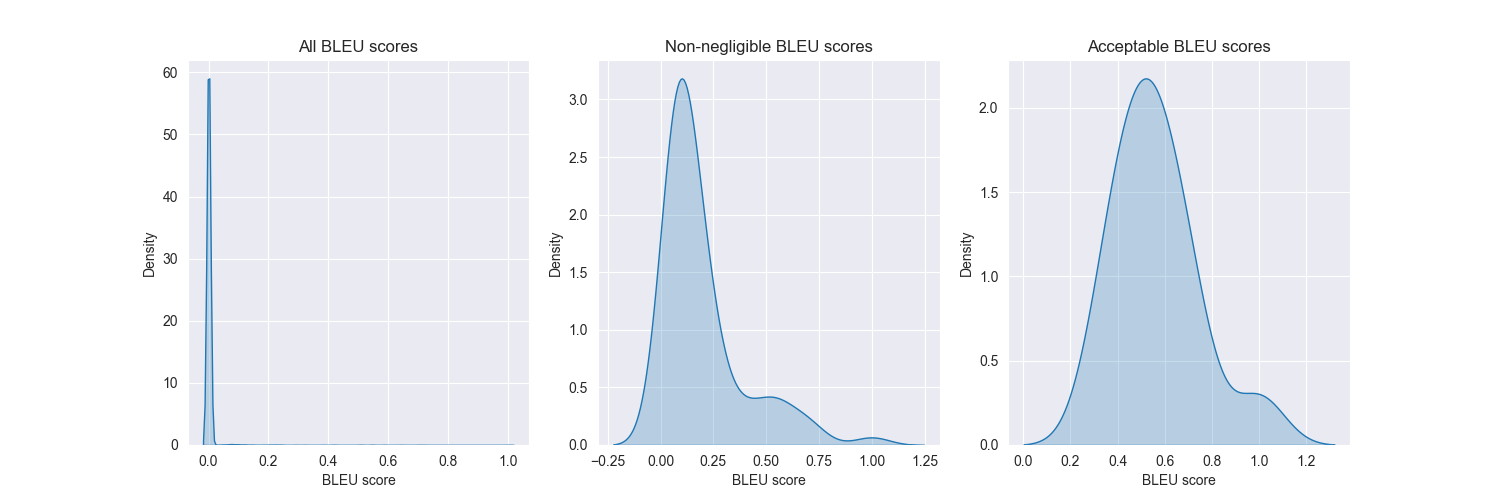 All BLEU scores
Density
60
50
40
30
20
10
0
0.0 0.2 0.4 0.6 0.8 1.0
BLEU score
Non-negligible BLEU scores
Density
3.0
2.5
2.0
1.5
1.0
0.5
0.0
−0.25 0.00 0.25 0.50 0.75 1.00 1.25
BLEU score
Acceptable BLEU scores
Density
2.0
1.5
1.0
0.5
0.0
0.0 0.2 0.4 0.6 0.8 1.0 1.2
BLEU score